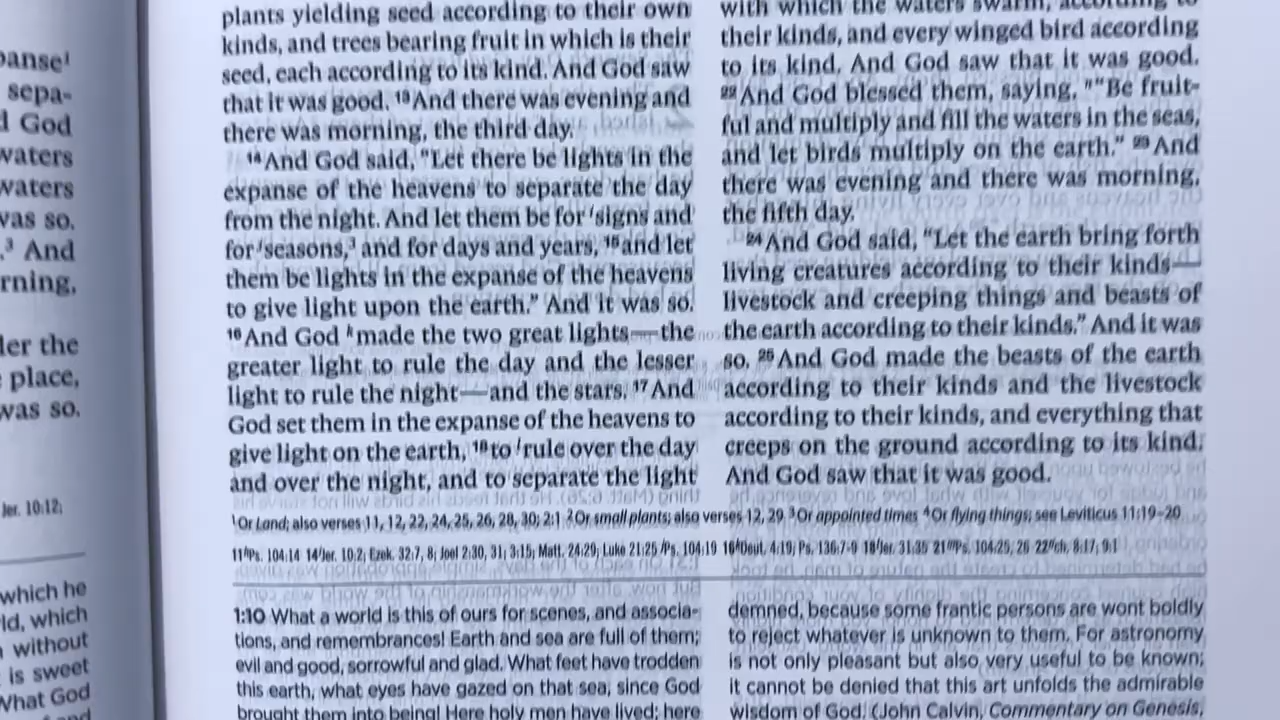 panse¹
sepa-
d God
waters
waters
was so.
.³ And
rning,
ler the
place,
was so.
Jer. 10:12;
which he
ld, which
without
is sweet
What God
plants yielding seed according to their own
kinds, and trees bearing fruit in which is their
seed, each according to its kind. And God saw
that it was good. ¹³And there was evening and
there was morning, the third day.
¹⁴And God said, “Let there be lights in the
expanse of the heavens to separate the day
from the night. And let them be for ⁱsigns and
for ʲseasons,³ and for days and years, ¹⁵and let
them be lights in the expanse of the heavens
to give light upon the earth.” And it was so.
¹⁶And God ᵏmade the two great lights—the
greater light to rule the day and the lesser
light to rule the night—and the stars. ¹⁷And
God set them in the expanse of the heavens to
give light on the earth, ¹⁸to ˡrule over the day
and over the night, and to separate the light
with which the waters swarm, according to
their kinds, and every winged bird according
to its kind. And God saw that it was good.
²²And God blessed them, saying, ⁿ“Be fruit-
ful and multiply and fill the waters in the seas,
and let birds multiply on the earth.” ²³And
there was evening and there was morning,
the fifth day.
²⁴And God said, “Let the earth bring forth
living creatures according to their kinds—
livestock and creeping things and beasts of
the earth according to their kinds.” And it was
so. ²⁵And God made the beasts of the earth
according to their kinds and the livestock
according to their kinds, and everything that
creeps on the ground according to its kind.
And God saw that it was good.
¹Or Land; also verses 11, 12, 22, 24, 25, 26, 28, 30; 2:1 ²Or small plants; also verses 12, 29 ³Or appointed times ⁴Or flying things; see Leviticus 11:19–20
11ʰPs. 104:14 14ⁱJer. 10:2; Ezek. 32:7, 8; Joel 2:30, 31; 3:15; Matt. 24:29; Luke 21:25 ʲPs. 104:19 16ᵏDeut. 4:19; Ps. 136:7–9 18ˡJer. 31:35 21ᵐPs. 104:25, 26 22ⁿch. 8:17; 9:1
1:10 What a world is this of ours for scenes, and associa-
tions, and remembrances! Earth and sea are full of them;
evil and good, sorrowful and glad. What feet have trodden
this earth, what eyes have gazed on that sea, since God
brought them into being! Here holy men have lived; here
demned, because some frantic persons are wont boldly
to reject whatever is unknown to them. For astronomy
is not only pleasant but also very useful to be known;
it cannot be denied that this art unfolds the admirable
wisdom of God. (John Calvin, Commentary on Genesis,